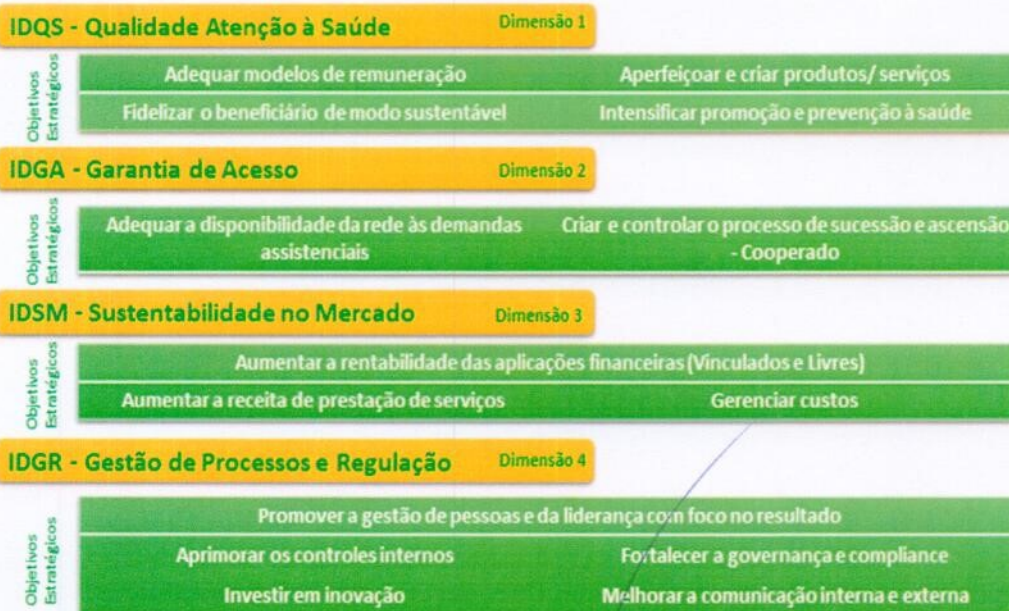 IDQS - Qualidade Atenção à Saúde Dimensão 1
Objetivos Estratégicos
Adequar modelos de remuneração Aperfeiçoar e criar produtos/ serviços
Fidelizar o beneficiário de modo sustentável Intensificar promoção e prevenção à saúde
IDGA - Garantia de Acesso Dimensão 2
Objetivos Estratégicos
Adequar a disponibilidade da rede às demandas assistenciais
Criar e controlar o processo de sucessão e ascensão - Cooperado
IDSM - Sustentabilidade no Mercado Dimensão 3
Objetivos Estratégicos
Aumentar a rentabilidade das aplicações financeiras (Vinculados e Livres)
Aumentar a receita de prestação de serviços Gerenciar custos
IDGR - Gestão de Processos e Regulação Dimensão 4
Objetivos Estratégicos
Promover a gestão de pessoas e da liderança com foco no resultado
Aprimorar os controles internos Fortalecer a governança e compliance
Investir em inovação Melhorar a comunicação interna e externa